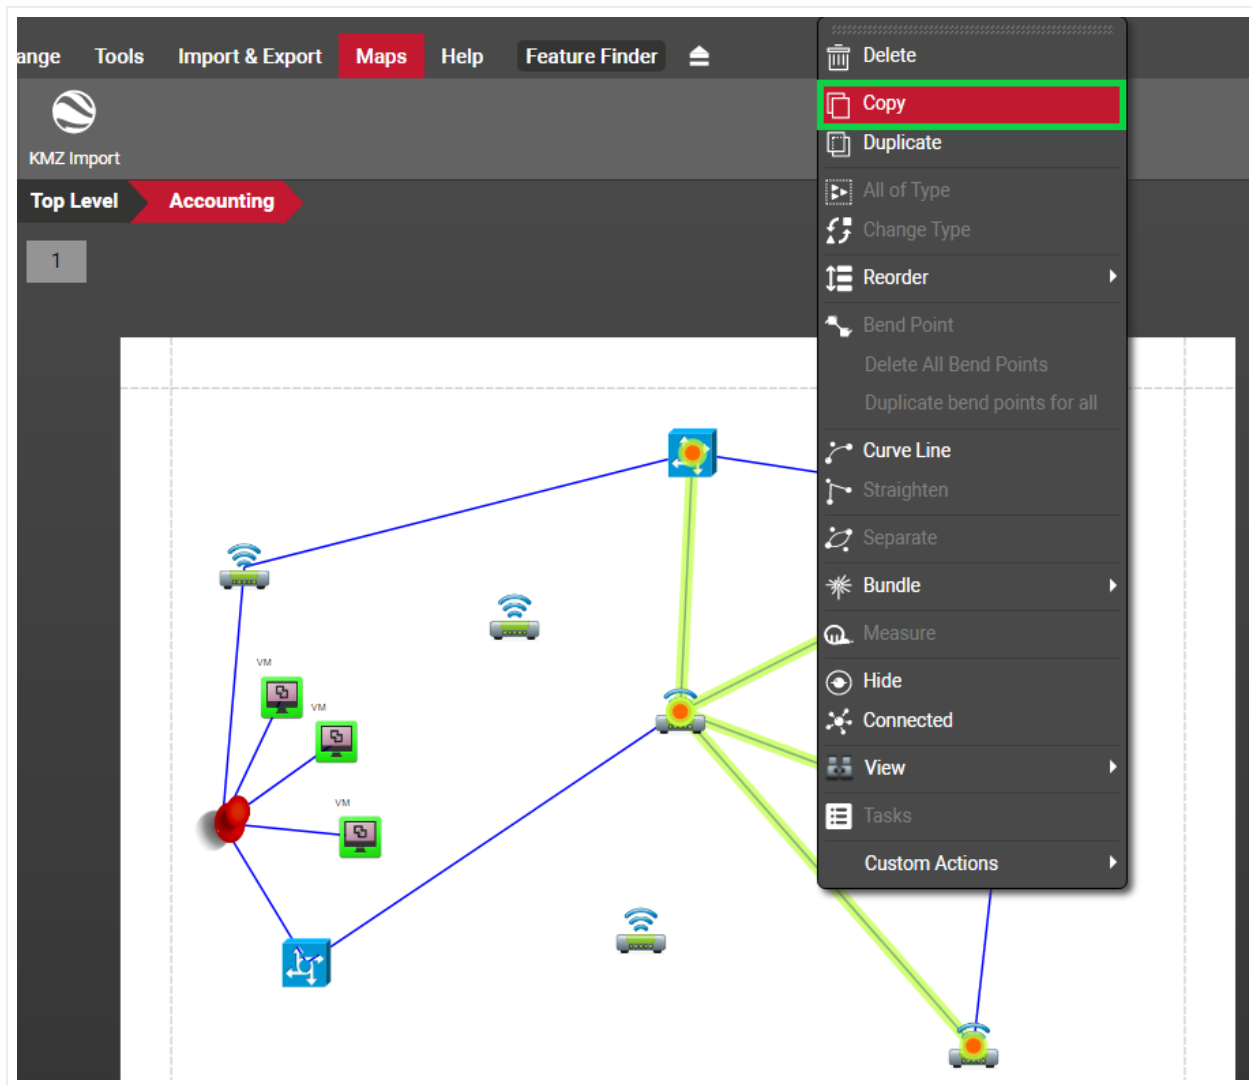 ange Tools Import & Export Maps Help Feature Finder
KMZ Import
Top Level Accounting
1
Delete
Copy
Duplicate
All of Type
Change Type
Reorder
Bend Point
Delete All Bend Points
Duplicate bend points for all
Curve Line
Straighten
Separate
Bundle
Measure
Hide
Connected
View
Tasks
Custom Actions
VM
VM
VM